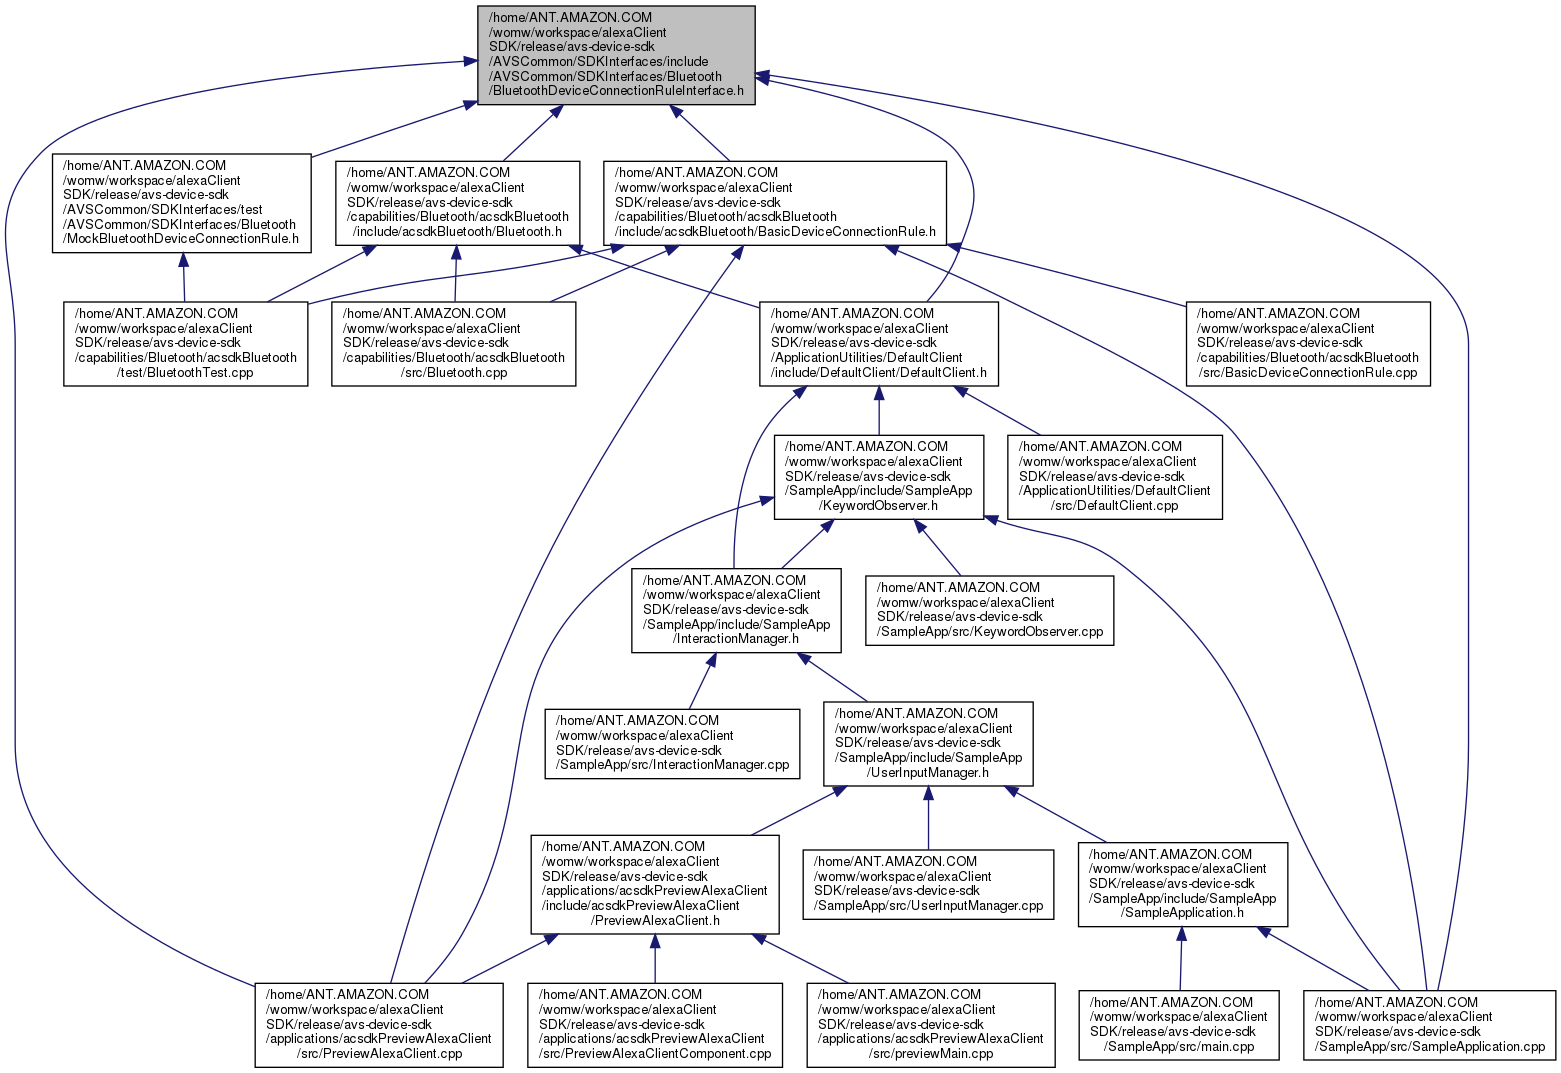 /home/ANT.AMAZON.COM
/womw/workspace/alexaClient
SDK/release/avs-device-sdk
/AVSCommon/SDKInterfaces/include
/AVSCommon/SDKInterfaces/Bluetooth
/BluetoothDeviceConnectionRuleInterface.h
/home/ANT.AMAZON.COM
/womw/workspace/alexaClient
SDK/release/avs-device-sdk
/AVSCommon/SDKInterfaces/test
/AVSCommon/SDKInterfaces/Bluetooth
/MockBluetoothDeviceConnectionRule.h
/home/ANT.AMAZON.COM
/womw/workspace/alexaClient
SDK/release/avs-device-sdk
/capabilities/Bluetooth/acsdkBluetooth
/include/acsdkBluetooth/Bluetooth.h
/home/ANT.AMAZON.COM
/womw/workspace/alexaClient
SDK/release/avs-device-sdk
/capabilities/Bluetooth/acsdkBluetooth
/include/acsdkBluetooth/BasicDeviceConnectionRule.h
/home/ANT.AMAZON.COM
/womw/workspace/alexaClient
SDK/release/avs-device-sdk
/capabilities/Bluetooth/acsdkBluetooth
/test/BluetoothTest.cpp
/home/ANT.AMAZON.COM
/womw/workspace/alexaClient
SDK/release/avs-device-sdk
/capabilities/Bluetooth/acsdkBluetooth
/src/Bluetooth.cpp
/home/ANT.AMAZON.COM
/womw/workspace/alexaClient
SDK/release/avs-device-sdk
/ApplicationUtilities/DefaultClient
/include/DefaultClient/DefaultClient.h
/home/ANT.AMAZON.COM
/womw/workspace/alexaClient
SDK/release/avs-device-sdk
/capabilities/Bluetooth/acsdkBluetooth
/src/BasicDeviceConnectionRule.cpp
/home/ANT.AMAZON.COM
/womw/workspace/alexaClient
SDK/release/avs-device-sdk
/SampleApp/include/SampleApp
/KeywordObserver.h
/home/ANT.AMAZON.COM
/womw/workspace/alexaClient
SDK/release/avs-device-sdk
/ApplicationUtilities/DefaultClient
/src/DefaultClient.cpp
/home/ANT.AMAZON.COM
/womw/workspace/alexaClient
SDK/release/avs-device-sdk
/SampleApp/include/SampleApp
/InteractionManager.h
/home/ANT.AMAZON.COM
/womw/workspace/alexaClient
SDK/release/avs-device-sdk
/SampleApp/src/KeywordObserver.cpp
/home/ANT.AMAZON.COM
/womw/workspace/alexaClient
SDK/release/avs-device-sdk
/SampleApp/src/InteractionManager.cpp
/home/ANT.AMAZON.COM
/womw/workspace/alexaClient
SDK/release/avs-device-sdk
/SampleApp/include/SampleApp
/UserInputManager.h
/home/ANT.AMAZON.COM
/womw/workspace/alexaClient
SDK/release/avs-device-sdk
/applications/acsdkPreviewAlexaClient
/include/acsdkPreviewAlexaClient
/PreviewAlexaClient.h
/home/ANT.AMAZON.COM
/womw/workspace/alexaClient
SDK/release/avs-device-sdk
/SampleApp/src/UserInputManager.cpp
/home/ANT.AMAZON.COM
/womw/workspace/alexaClient
SDK/release/avs-device-sdk
/SampleApp/include/SampleApp
/SampleApplication.h
/home/ANT.AMAZON.COM
/womw/workspace/alexaClient
SDK/release/avs-device-sdk
/applications/acsdkPreviewAlexaClient
/src/PreviewAlexaClient.cpp
/home/ANT.AMAZON.COM
/womw/workspace/alexaClient
SDK/release/avs-device-sdk
/applications/acsdkPreviewAlexaClient
/src/PreviewAlexaClientComponent.cpp
/home/ANT.AMAZON.COM
/womw/workspace/alexaClient
SDK/release/avs-device-sdk
/applications/acsdkPreviewAlexaClient
/src/previewMain.cpp
/home/ANT.AMAZON.COM
/womw/workspace/alexaClient
SDK/release/avs-device-sdk
/SampleApp/src/main.cpp
/home/ANT.AMAZON.COM
/womw/workspace/alexaClient
SDK/release/avs-device-sdk
/SampleApp/src/SampleApplication.cpp